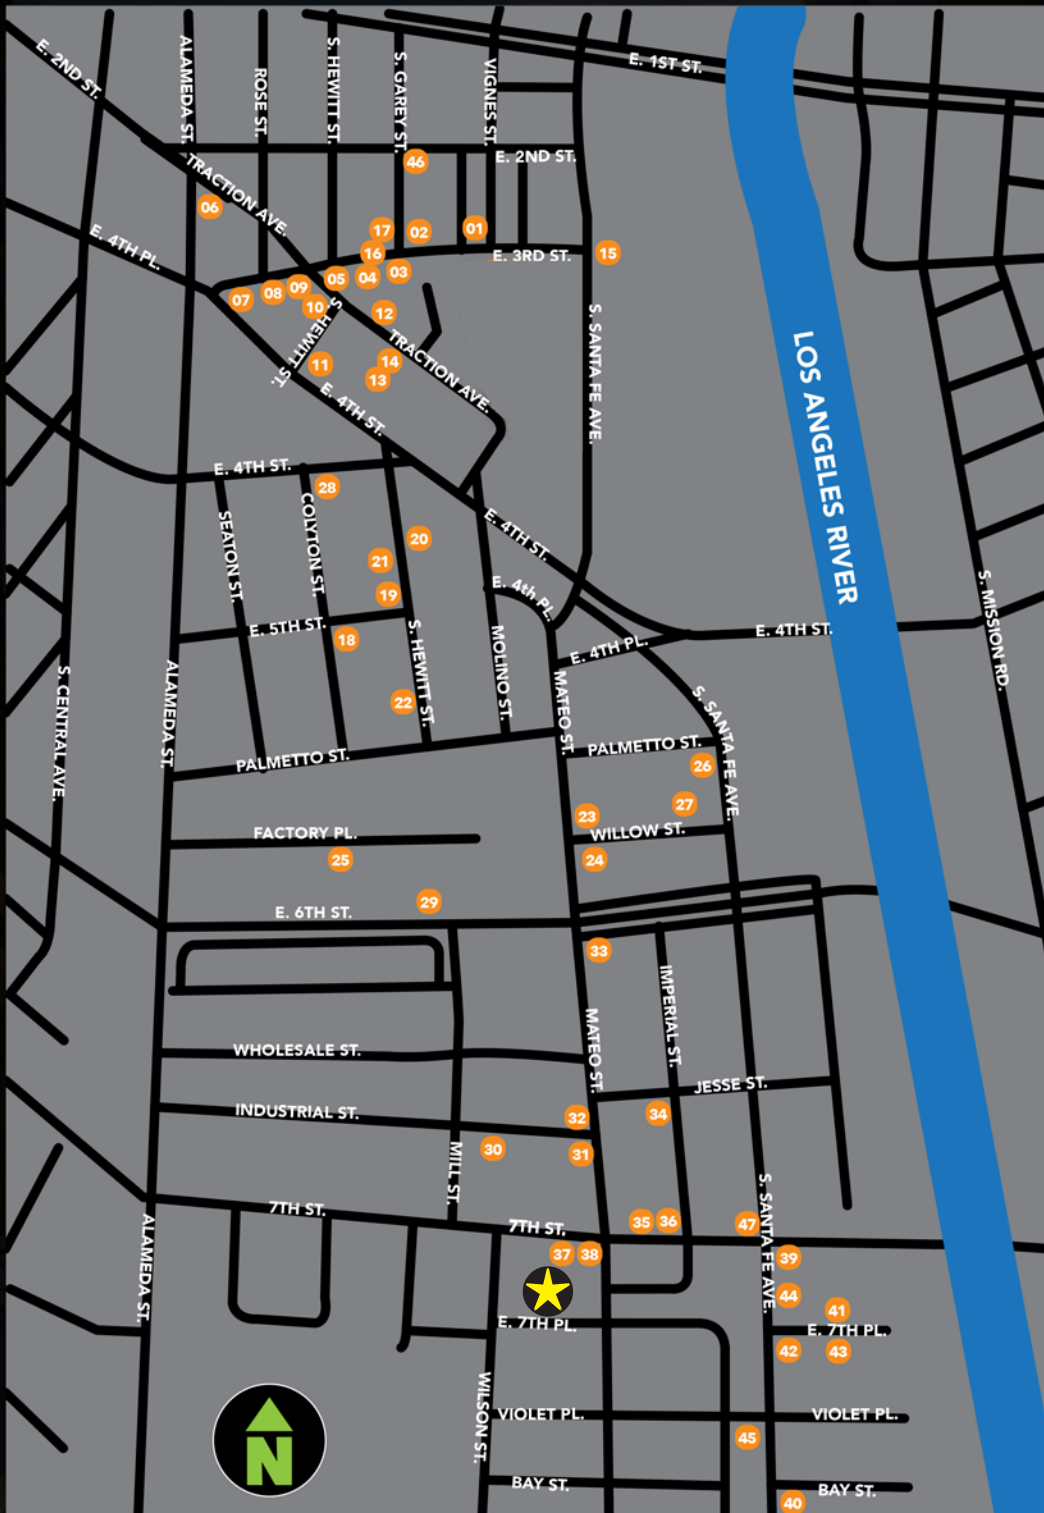 E. 1ST ST.
E. 2ND ST.
ALAMEDA ST.
ROSE ST.
S. HEWITT ST.
S. GAREY ST.
VIGNES ST.
E. 2ND ST.
46
TRACTION AVE.
06
E. 4TH PL.
17
02
01
16
E. 3RD ST.
15
05
04
03
09
08
07
10
12
S. HEWITT ST.
S. SANTA FE AVE.
LOS ANGELES RIVER
TRACTION AVE.
11
14
13
E. 4TH ST.
E. 4TH ST.
28
SEATON ST.
COLYTON ST.
20
21
19
E. 4TH ST.
E. 4th PL.
E. 5TH ST.
18
S. HEWITT ST.
MOLINO ST.
E. 4TH PL.
E. 4TH ST.
S. MISSION RD.
S. CENTRAL AVE.
ALAMEDA ST.
22
MATEO ST.
S. SANTA FE AVE.
PALMETTO ST.
PALMETTO ST.
26
27
23
WILLOW ST.
24
FACTORY PL.
25
29
E. 6TH ST.
33
IMPERIAL ST.
MATEO ST.
WHOLESALE ST.
JESSE ST.
INDUSTRIAL ST.
32
34
30
31
MILL ST.
7TH ST.
7TH ST.
35
36
47
S. SANTA FE AVE.
ALAMEDA ST.
37
38
39
44
41
E. 7TH PL.
E. 7TH PL.
42
43
WILSON ST.
VIOLET PL.
VIOLET PL.
45
N
BAY ST.
BAY ST.
40